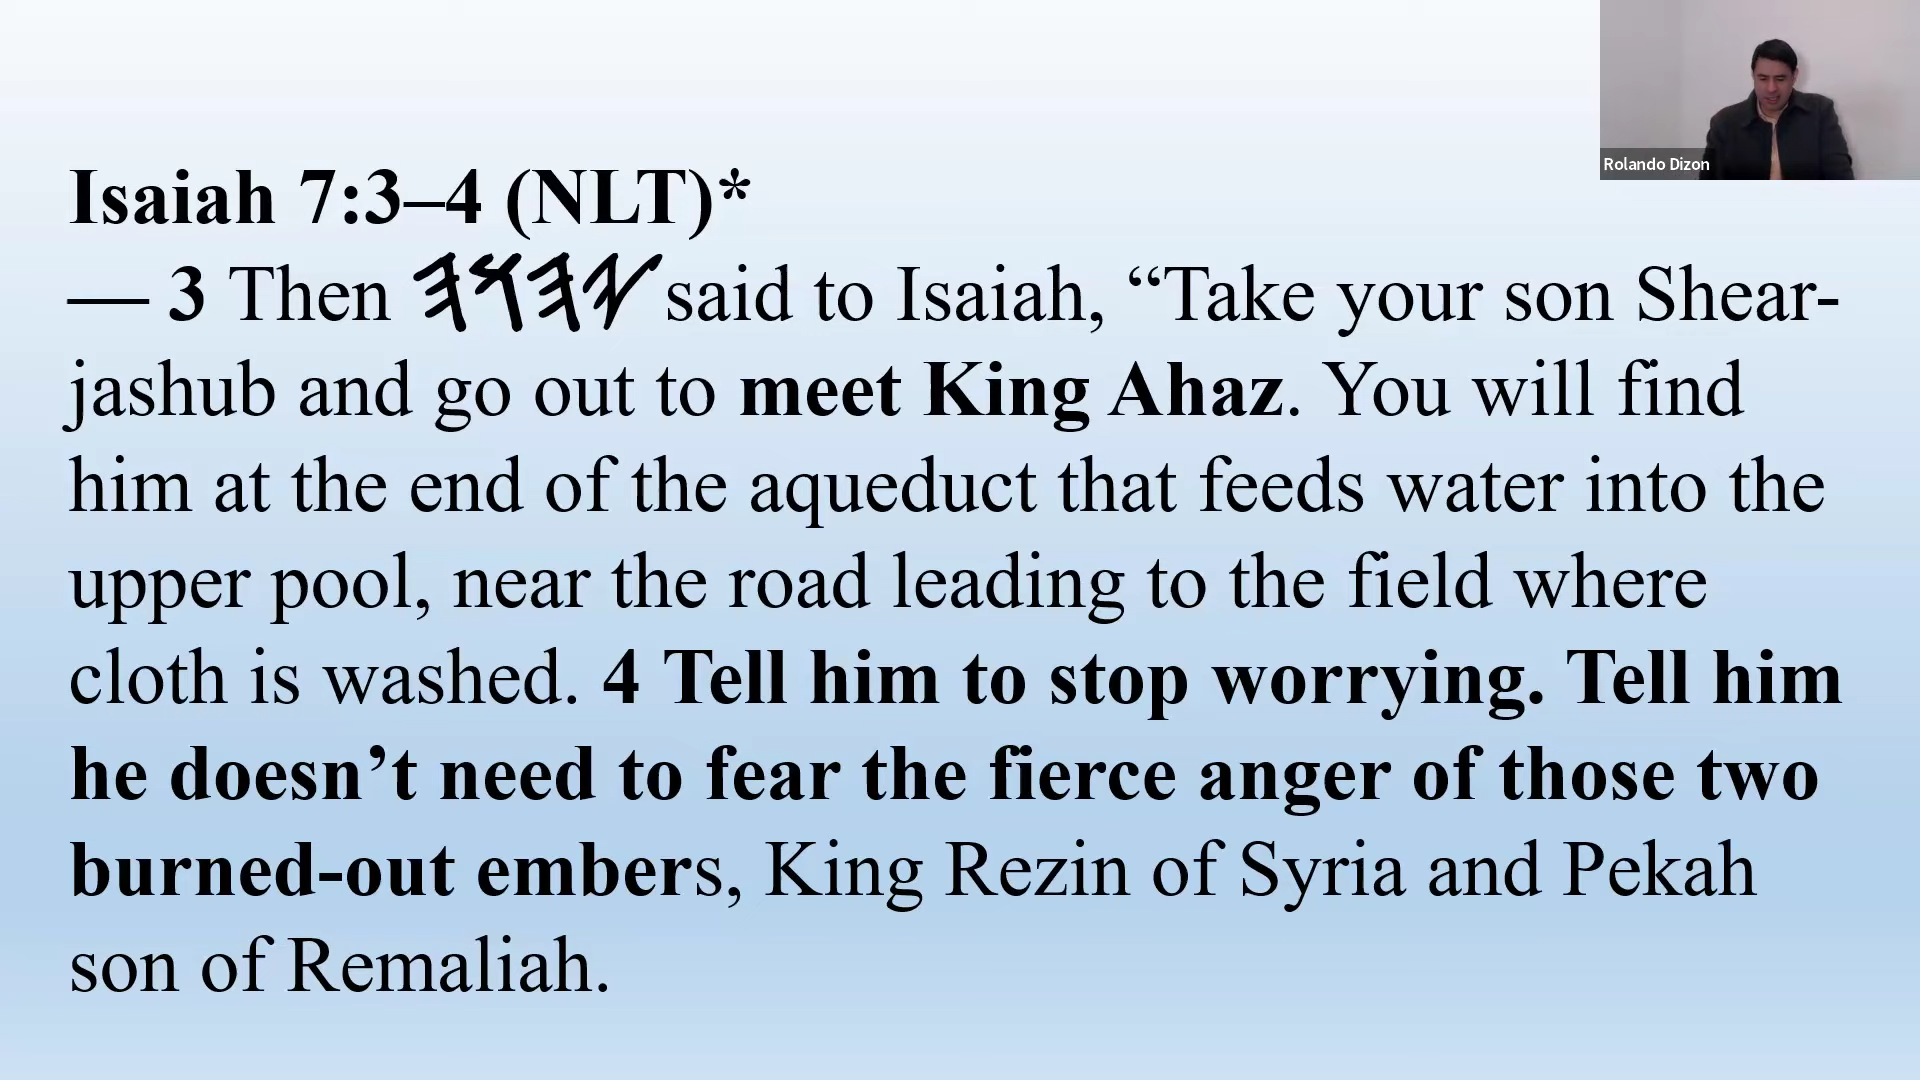 Rolando Dizon
Isaiah 7:3–4 (NLT)*
— 3 Then 𐤉𐤄𐤅𐤄 said to Isaiah, “Take your son Shear-
jashub and go out to meet King Ahaz. You will find
him at the end of the aqueduct that feeds water into the
upper pool, near the road leading to the field where
cloth is washed. 4 Tell him to stop worrying. Tell him
he doesn’t need to fear the fierce anger of those two
burned-out embers, King Rezin of Syria and Pekah
son of Remaliah.